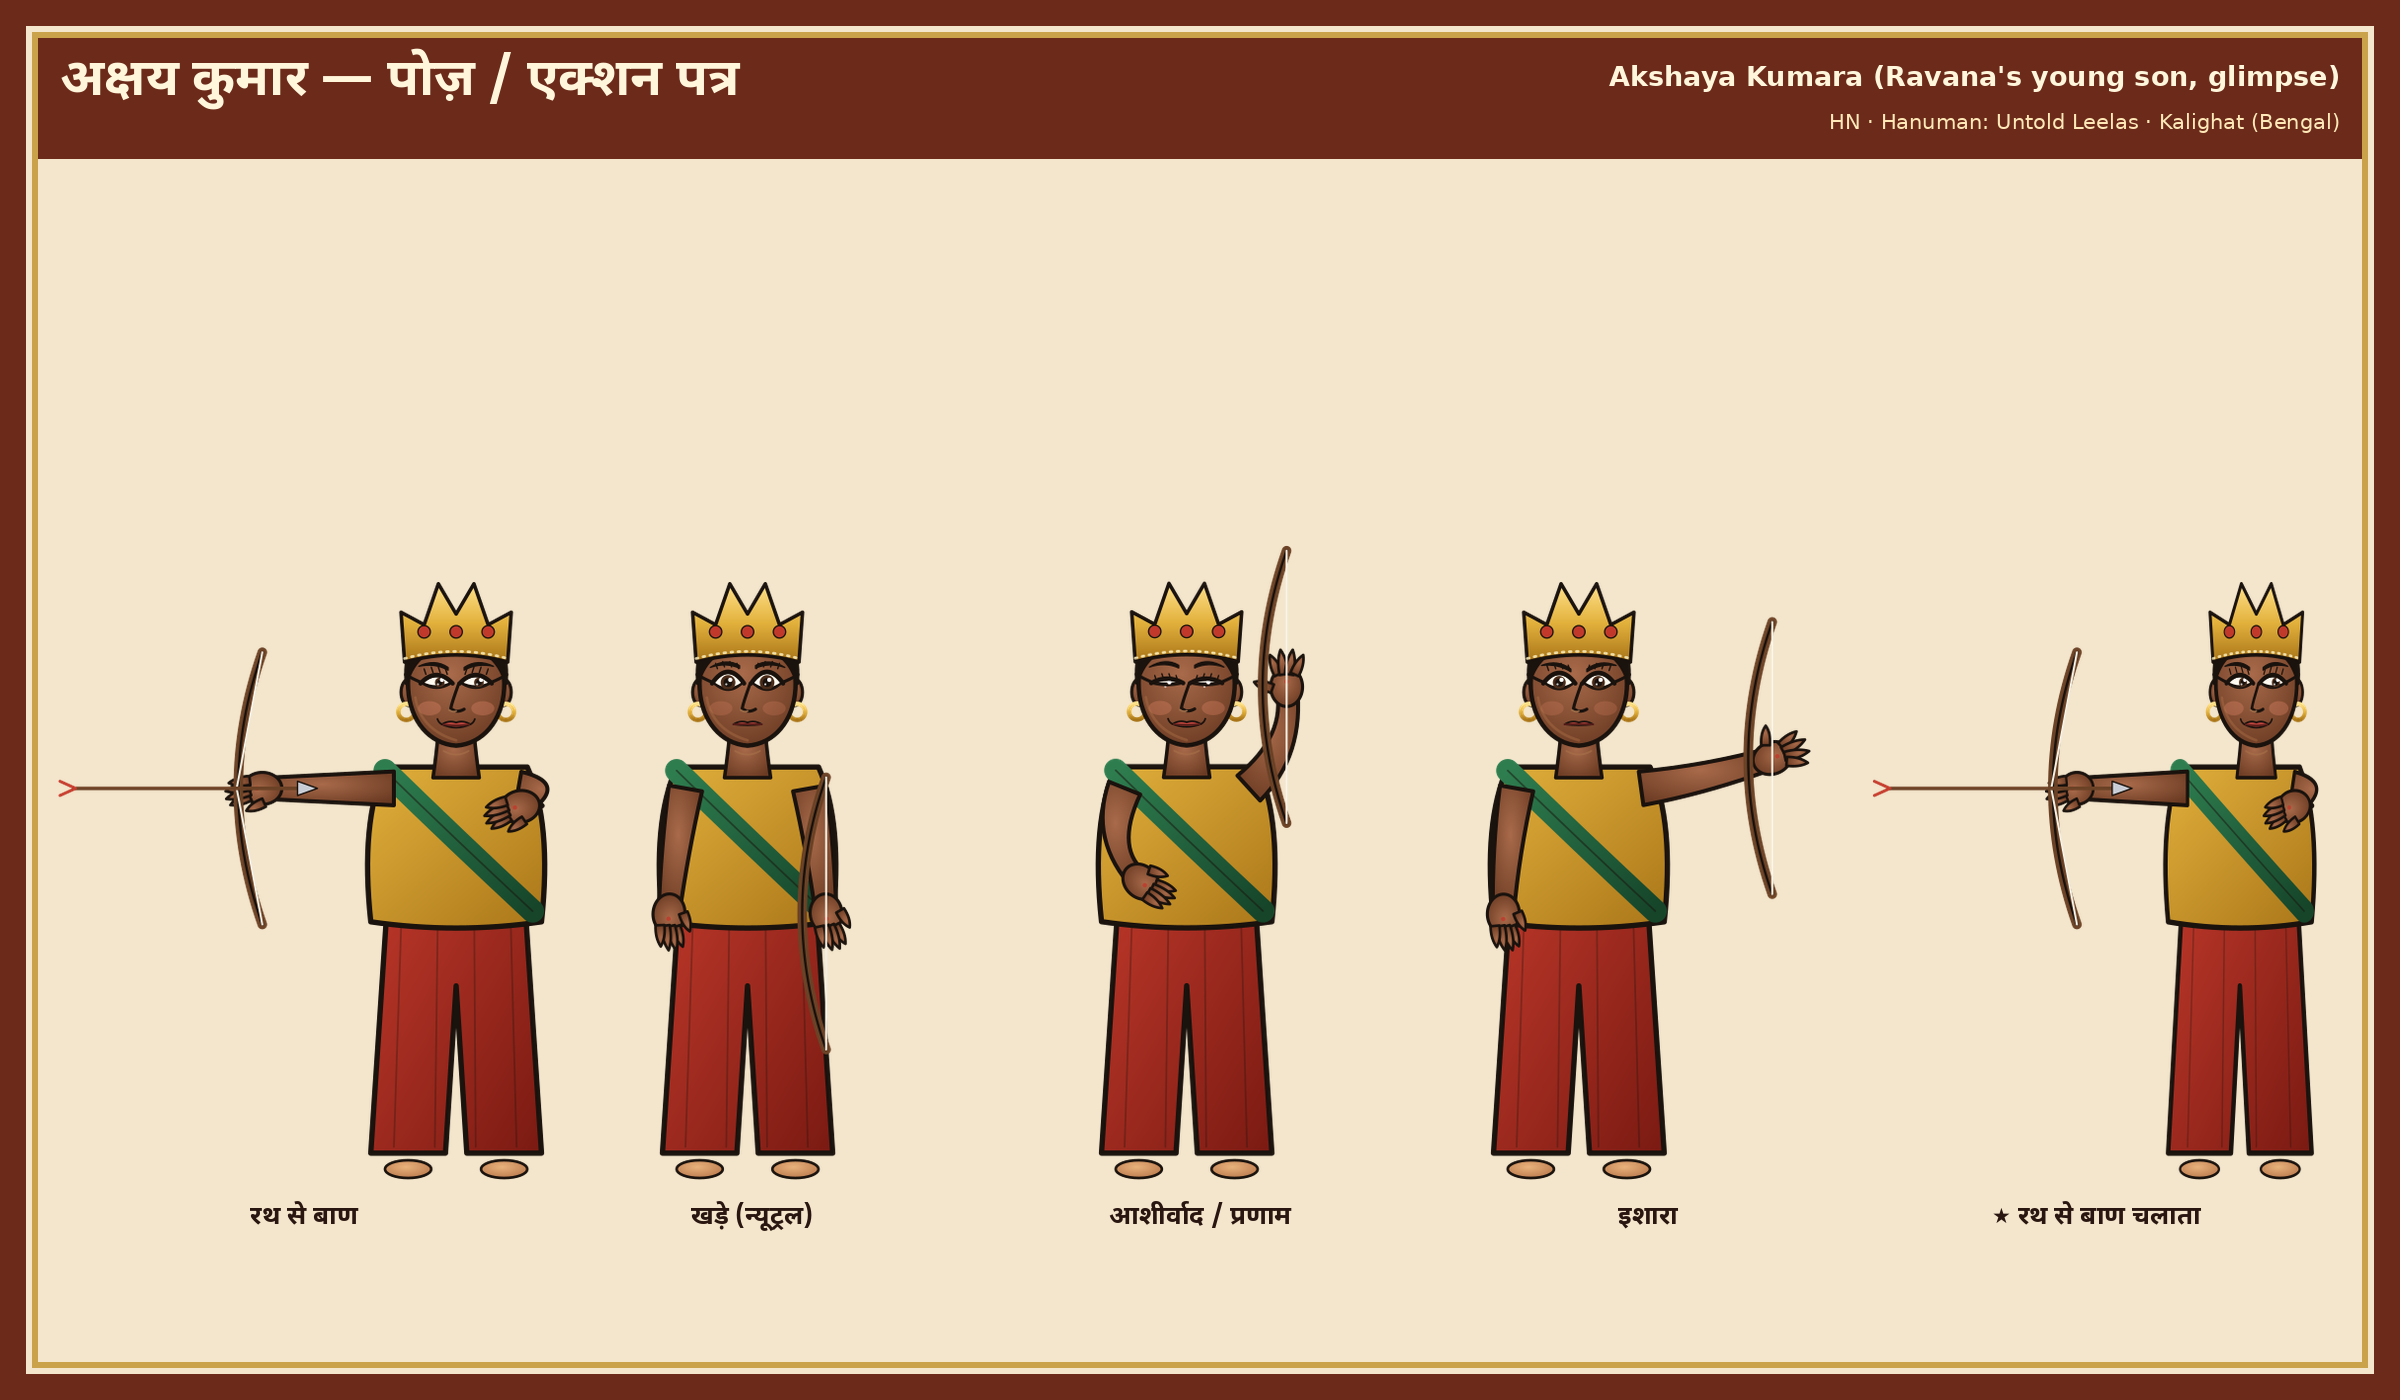 अक्षय कुमार — पोज़ / एक्शन पत्र
Akshaya Kumara (Ravana's young son, glimpse)
HN · Hanuman: Untold Leelas · Kalighat (Bengal)
रथ से बाण
खड़े (न्यूट्रल)
आशीर्वाद / प्रणाम
इशारा
★ रथ से बाण चलाता